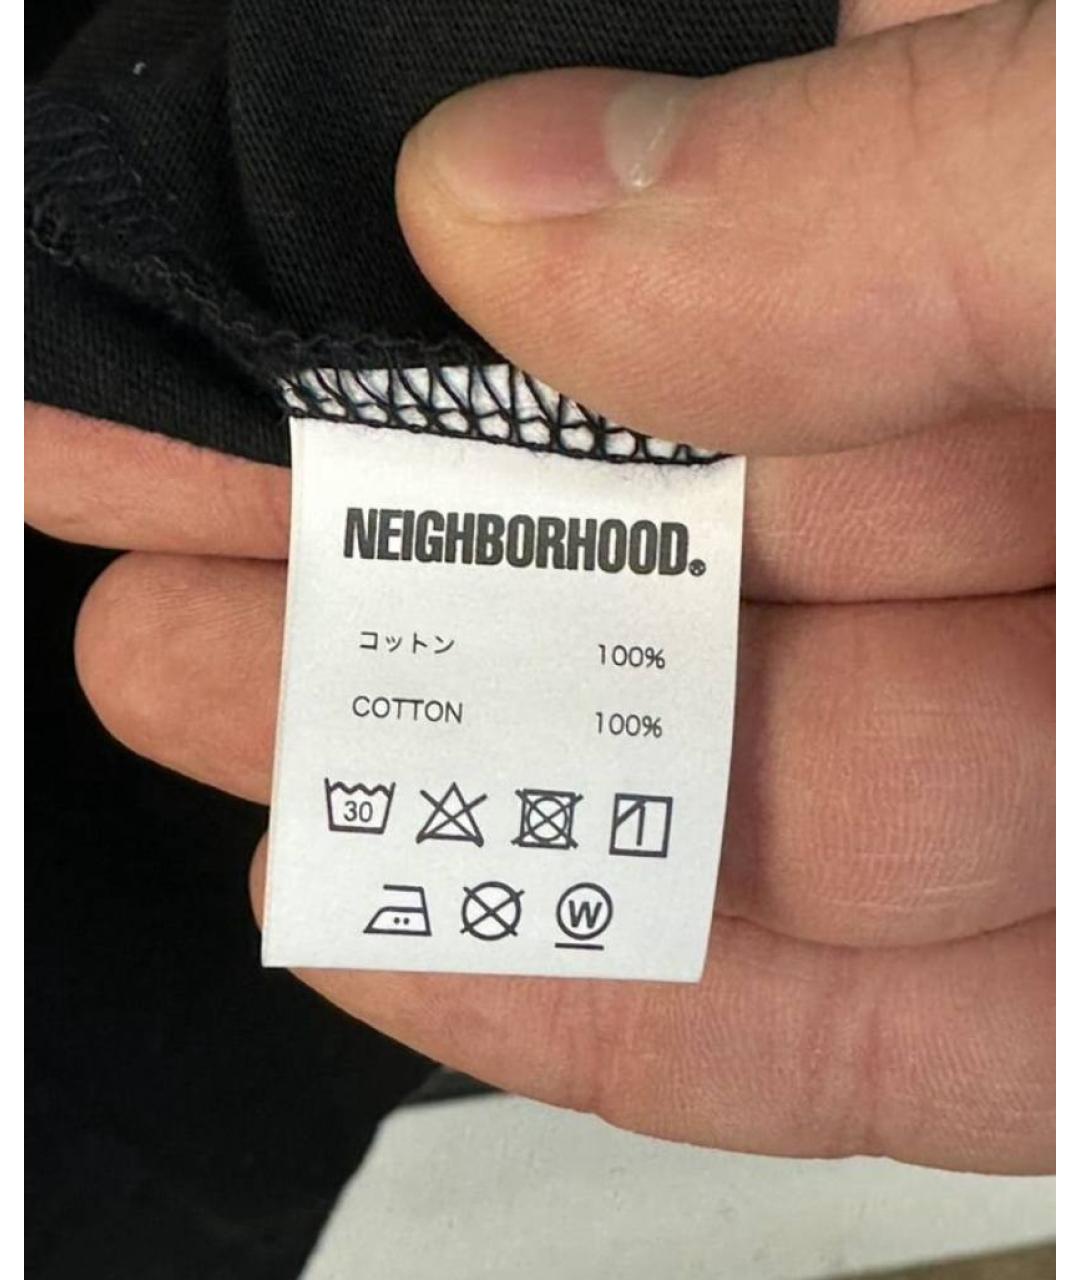 NEIGHBORHOOD®
コットン 100%
COTTON 100%
30
W